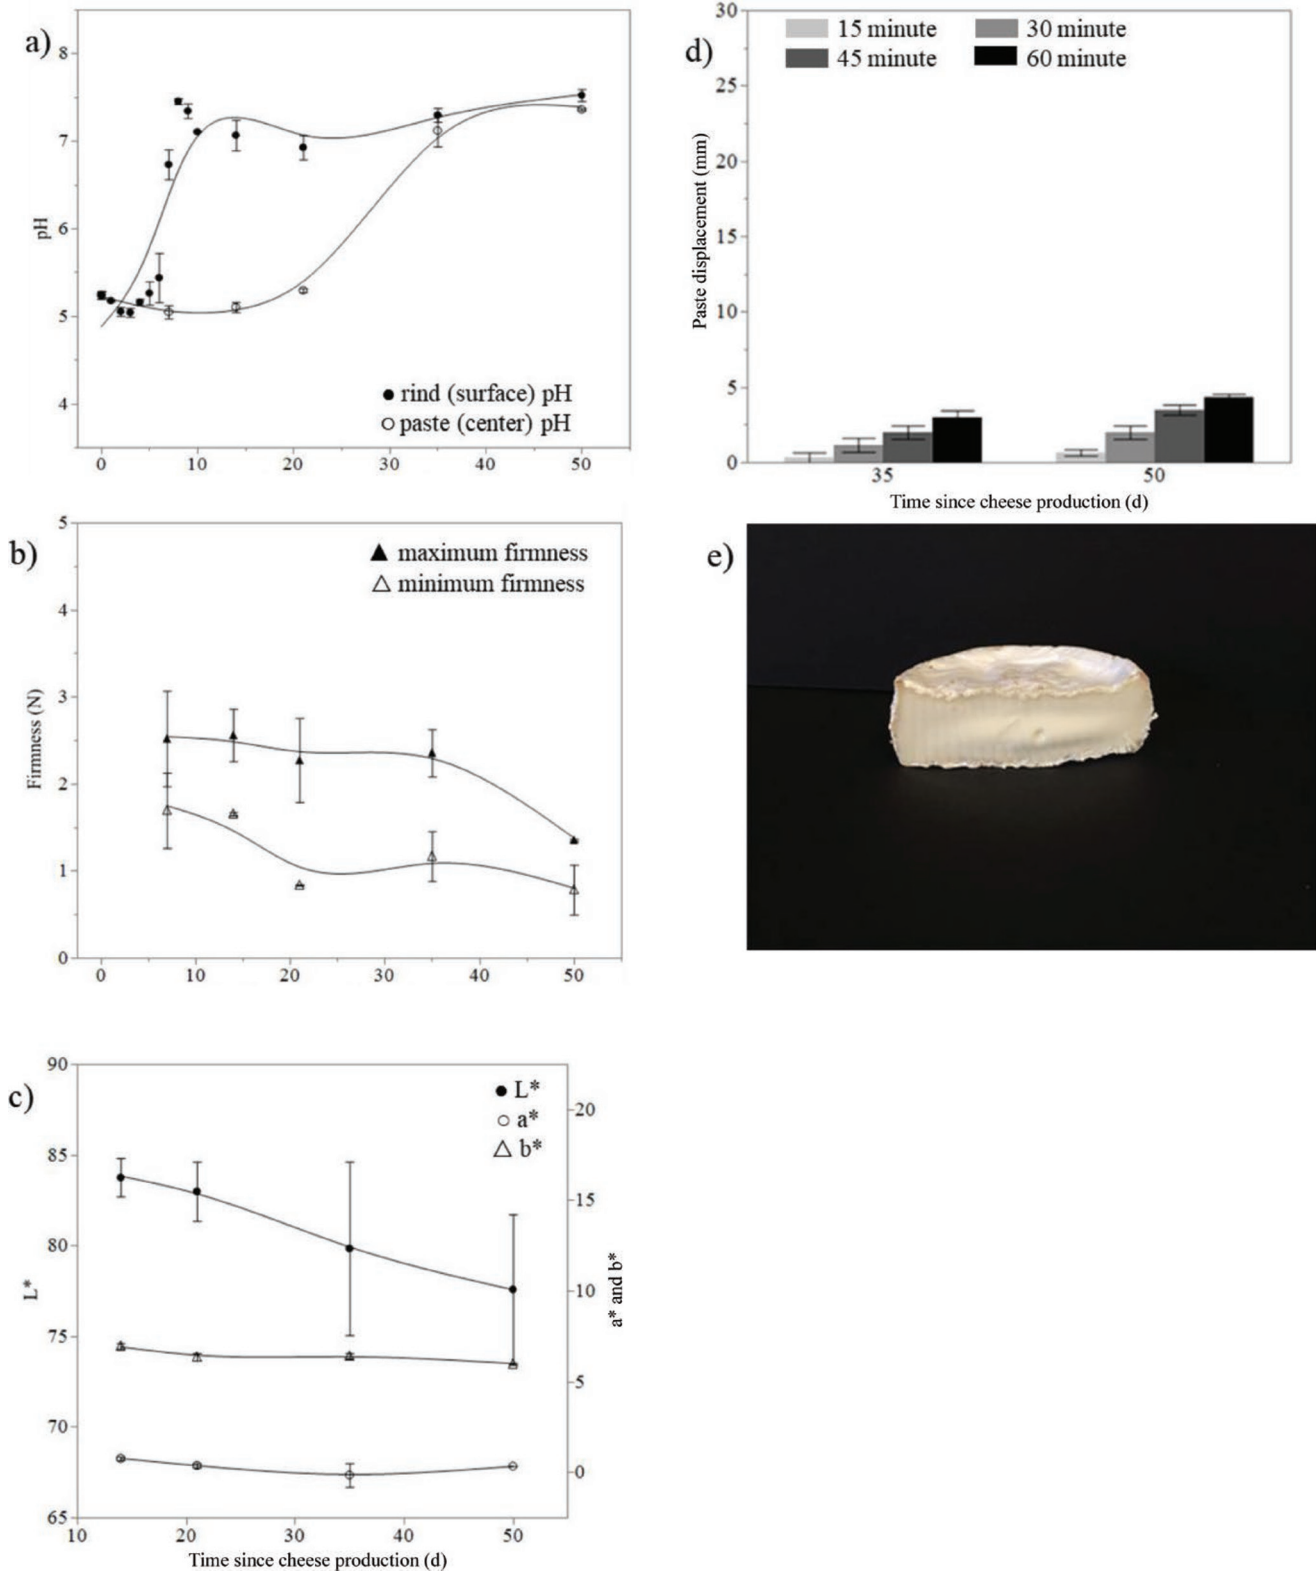 a)
8
7
6
5
4
pH
● rind (surface) pH
○ paste (center) pH
0 10 20 30 40 50
b)
5
4
3
2
1
0
Firmness (N)
▲ maximum firmness
△ minimum firmness
0 10 20 30 40 50
c)
90
85
80
75
70
65
L*
● L*
○ a*
△ b*
20
15
10
5
0
a* and b*
10 20 30 40 50
Time since cheese production (d)
d)
30
25
20
15
10
5
0
Paste displacement (mm)
15 minute 30 minute
45 minute 60 minute
35 50
Time since cheese production (d)
e)